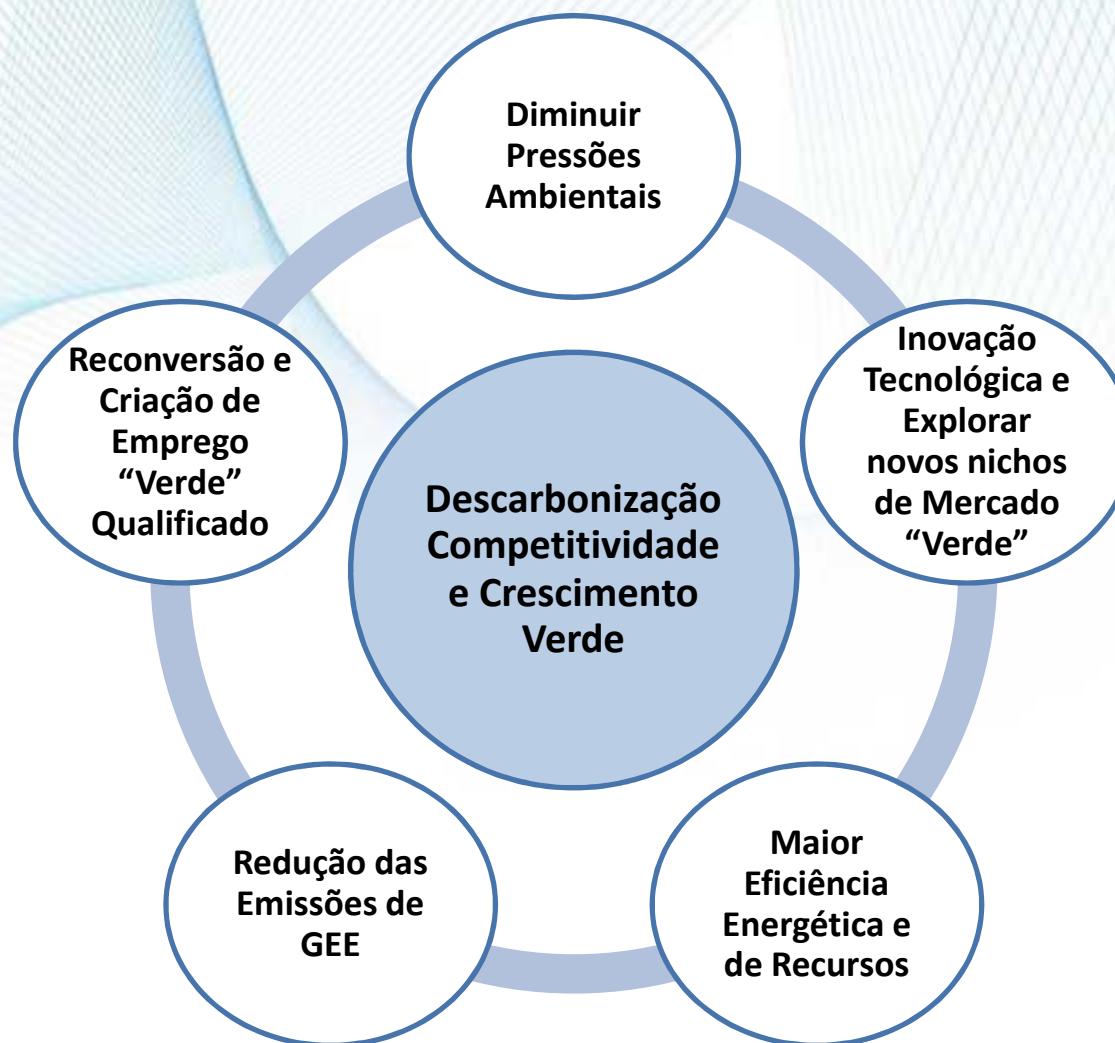 Diminuir
Pressões
Ambientais
Inovação
Tecnológica e
Explorar
novos nichos
de Mercado
“Verde”
Maior
Eficiência
Energética e
de Recursos
Redução das
Emissões de
GEE
Reconversão e
Criação de
Emprego
“Verde”
Qualificado
Descarbonização
Competitividade
e Crescimento
Verde